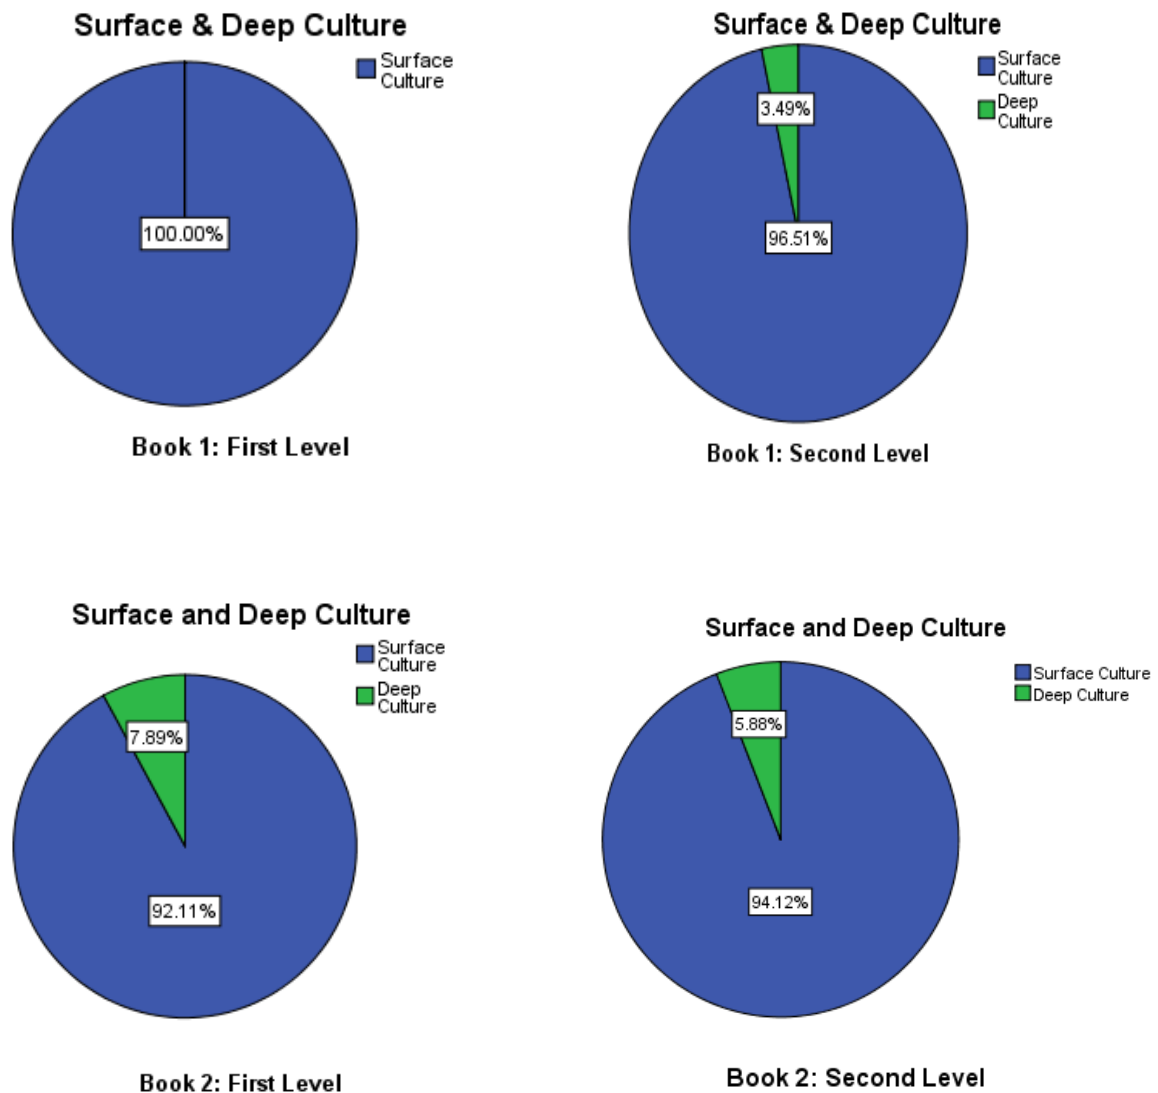 Surface & Deep Culture
Surface
Culture
100.00%
Book 1: First Level
Surface & Deep Culture
Surface
Culture
Deep
Culture
3.49%
96.51%
Book 1: Second Level
Surface and Deep Culture
Surface
Culture
Deep
Culture
7.89%
92.11%
Book 2: First Level
Surface and Deep Culture
Surface Culture
Deep Culture
5.88%
94.12%
Book 2: Second Level